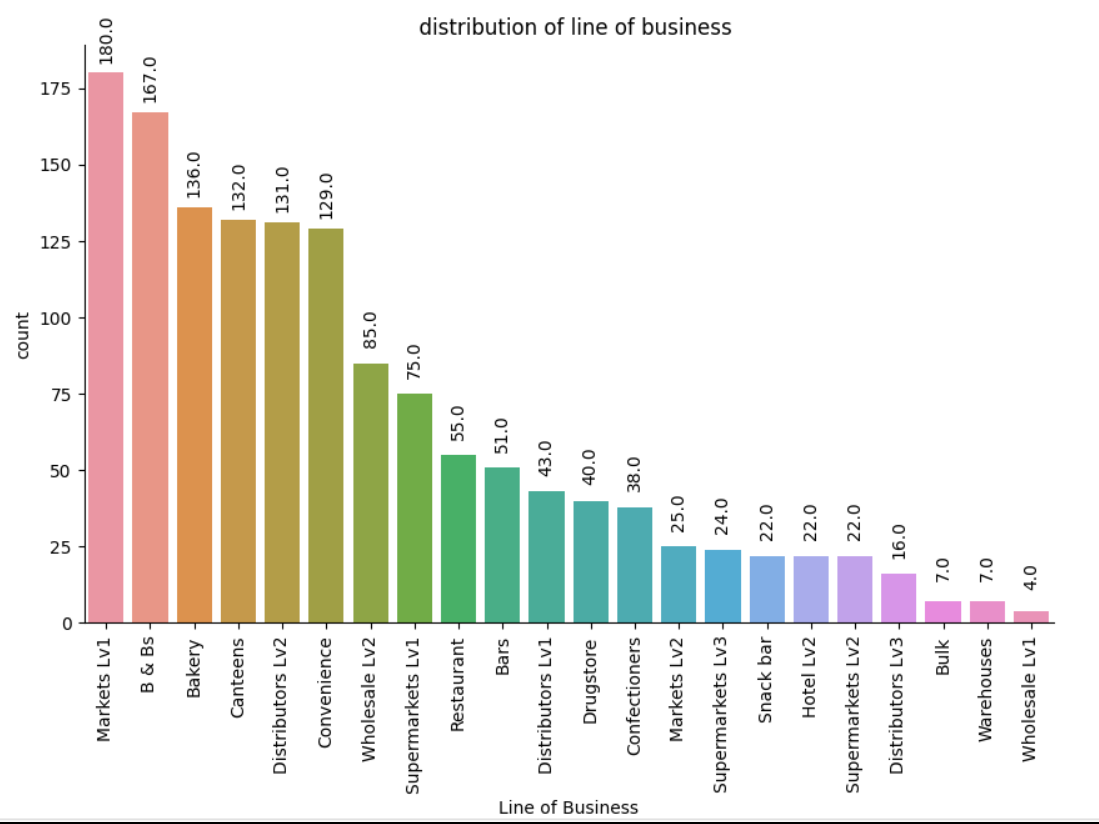 distribution of line of business
180.0
167.0
136.0
132.0
131.0
129.0
85.0
75.0
55.0
51.0
43.0
40.0
38.0
25.0
24.0
22.0
22.0
22.0
16.0
7.0
7.0
4.0
175
150
125
100
75
50
25
0
count
Markets Lv1
B & Bs
Bakery
Canteens
Distributors Lv2
Convenience
Wholesale Lv2
Supermarkets Lv1
Restaurant
Bars
Distributors Lv1
Drugstore
Confectioners
Markets Lv2
Supermarkets Lv3
Snack bar
Hotel Lv2
Supermarkets Lv2
Distributors Lv3
Bulk
Warehouses
Wholesale Lv1
Line of Business